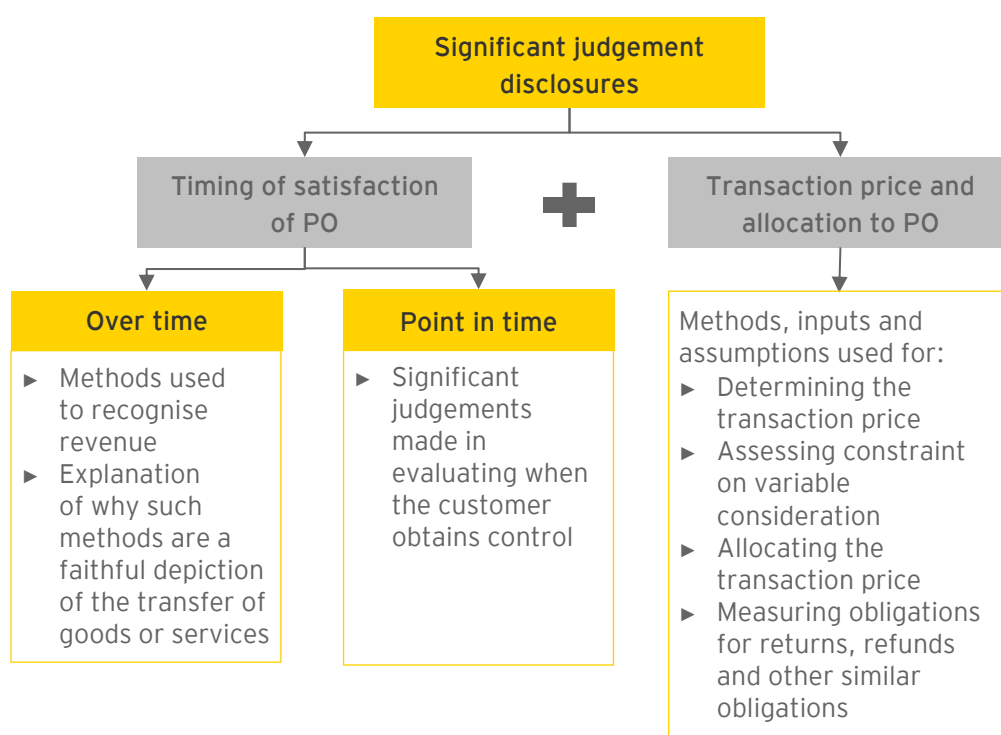 Significant judgement
disclosures
Timing of satisfaction
of PO
Transaction price and
allocation to PO
Over time
► Methods used
to recognise
revenue
► Explanation
of why such
methods are a
faithful depiction
of the transfer of
goods or services
Point in time
► Significant
judgements
made in
evaluating when
the customer
obtains control
Methods, inputs and
assumptions used for:
► Determining the
transaction price
► Assessing constraint
on variable
consideration
► Allocating the
transaction price
► Measuring obligations
for returns, refunds
and other similar
obligations